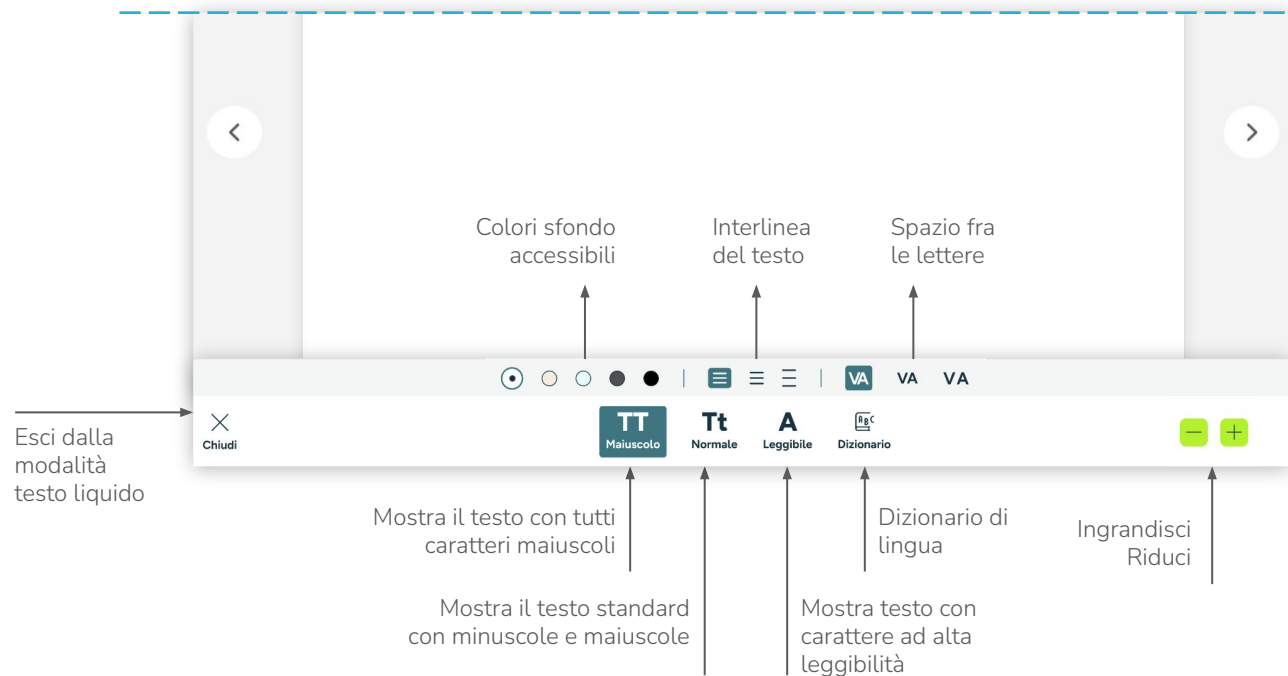 Colori sfondo
accessibili
Interlinea
del testo
Spazio fra
le lettere
VA VA VA
Esci dalla
modalità
testo liquido
Chiudi
TT
Maiuscolo
Tt
Normale
A
Leggibile
ABC
Dizionario
Mostra il testo con tutti
caratteri maiuscoli
Dizionario di
lingua
Ingrandisci
Riduci
Mostra il testo standard
con minuscole e maiuscole
Mostra testo con
carattere ad alta
leggibilità